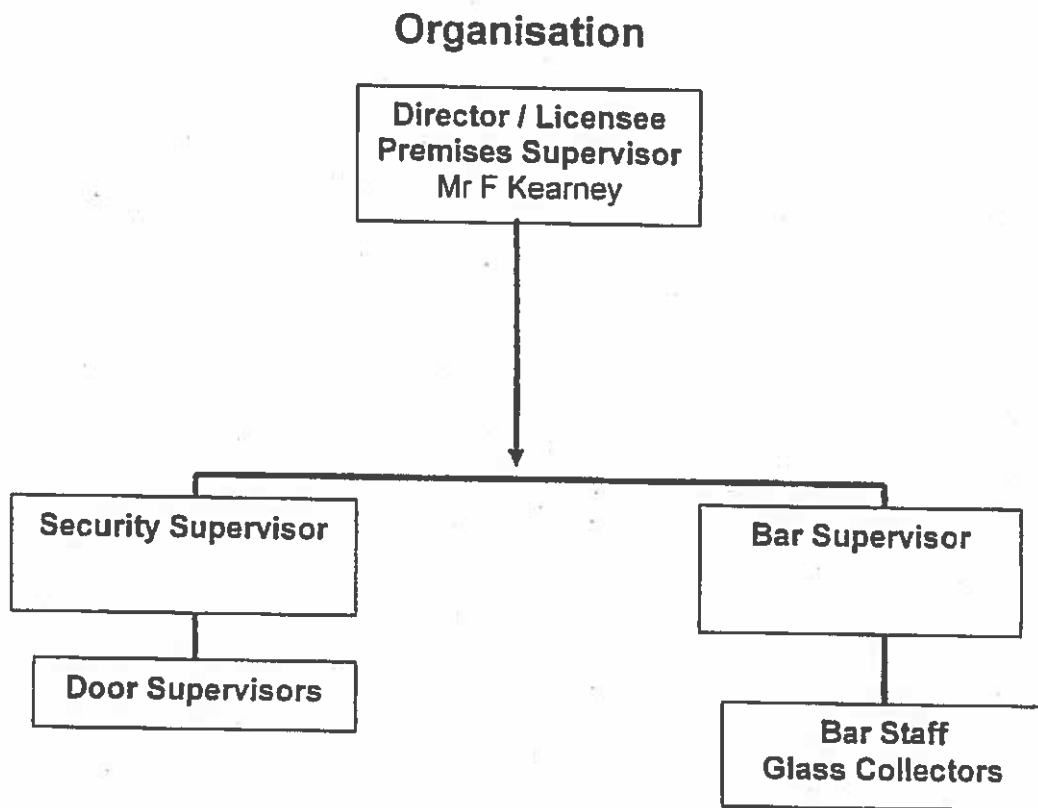 Organisation
Director / Licensee
Premises Supervisor
Mr F Kearney
Security Supervisor
Bar Supervisor
Door Supervisors
Bar Staff
Glass Collectors